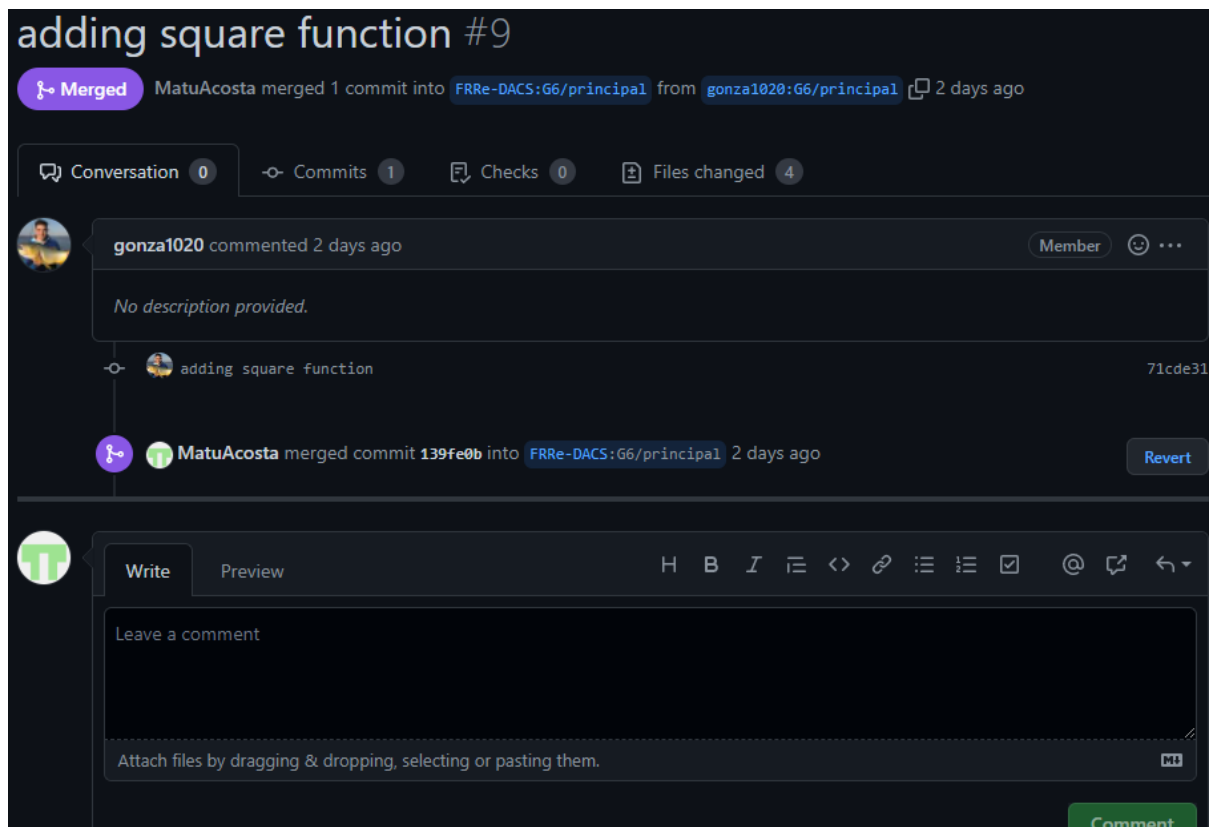 adding square function #9
Merged MatuAcosta merged 1 commit into FRRe-DACS:G6/principal from gonza1020:G6/principal 2 days ago
Conversation 0 Commits 1 Checks 0 Files changed 4
gonza1020 commented 2 days ago Member
No description provided.
adding square function 71cde31
MatuAcosta merged commit 139fe0b into FRRe-DACS:G6/principal 2 days ago Revert
Write Preview
Leave a comment
Attach files by dragging & dropping, selecting or pasting them.
Comment